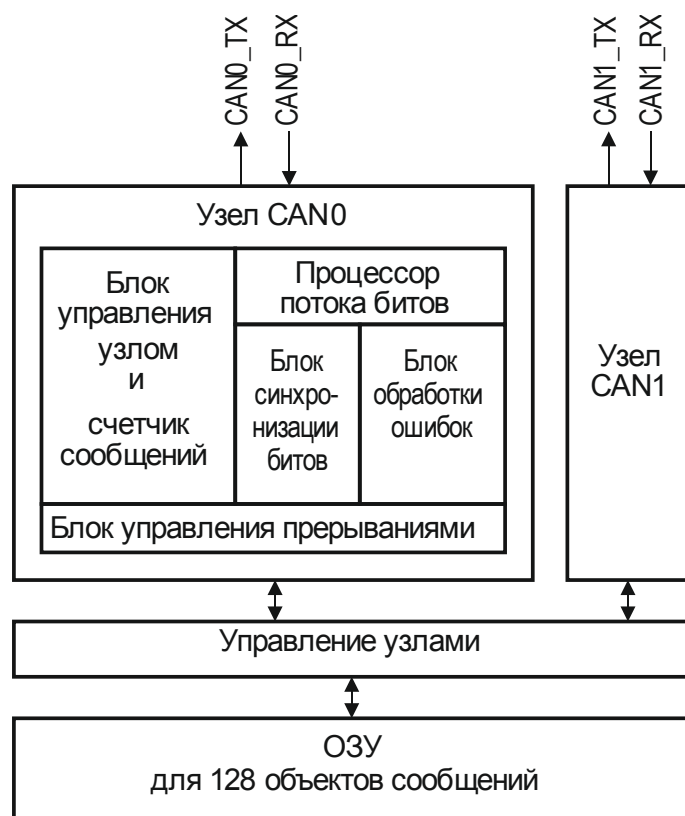 CAN0_TX
CAN0_RX
CAN1_TX
CAN1_RX
Узел CAN0
Блок
управления
узлом
и
счетчик
сообщений
Процессор
потока битов
Блок
синхро-
низации
битов
Блок
обработки
ошибок
Блок управления прерываниями
Узел
CAN1
Управление узлами
ОЗУ
для 128 объектов сообщений